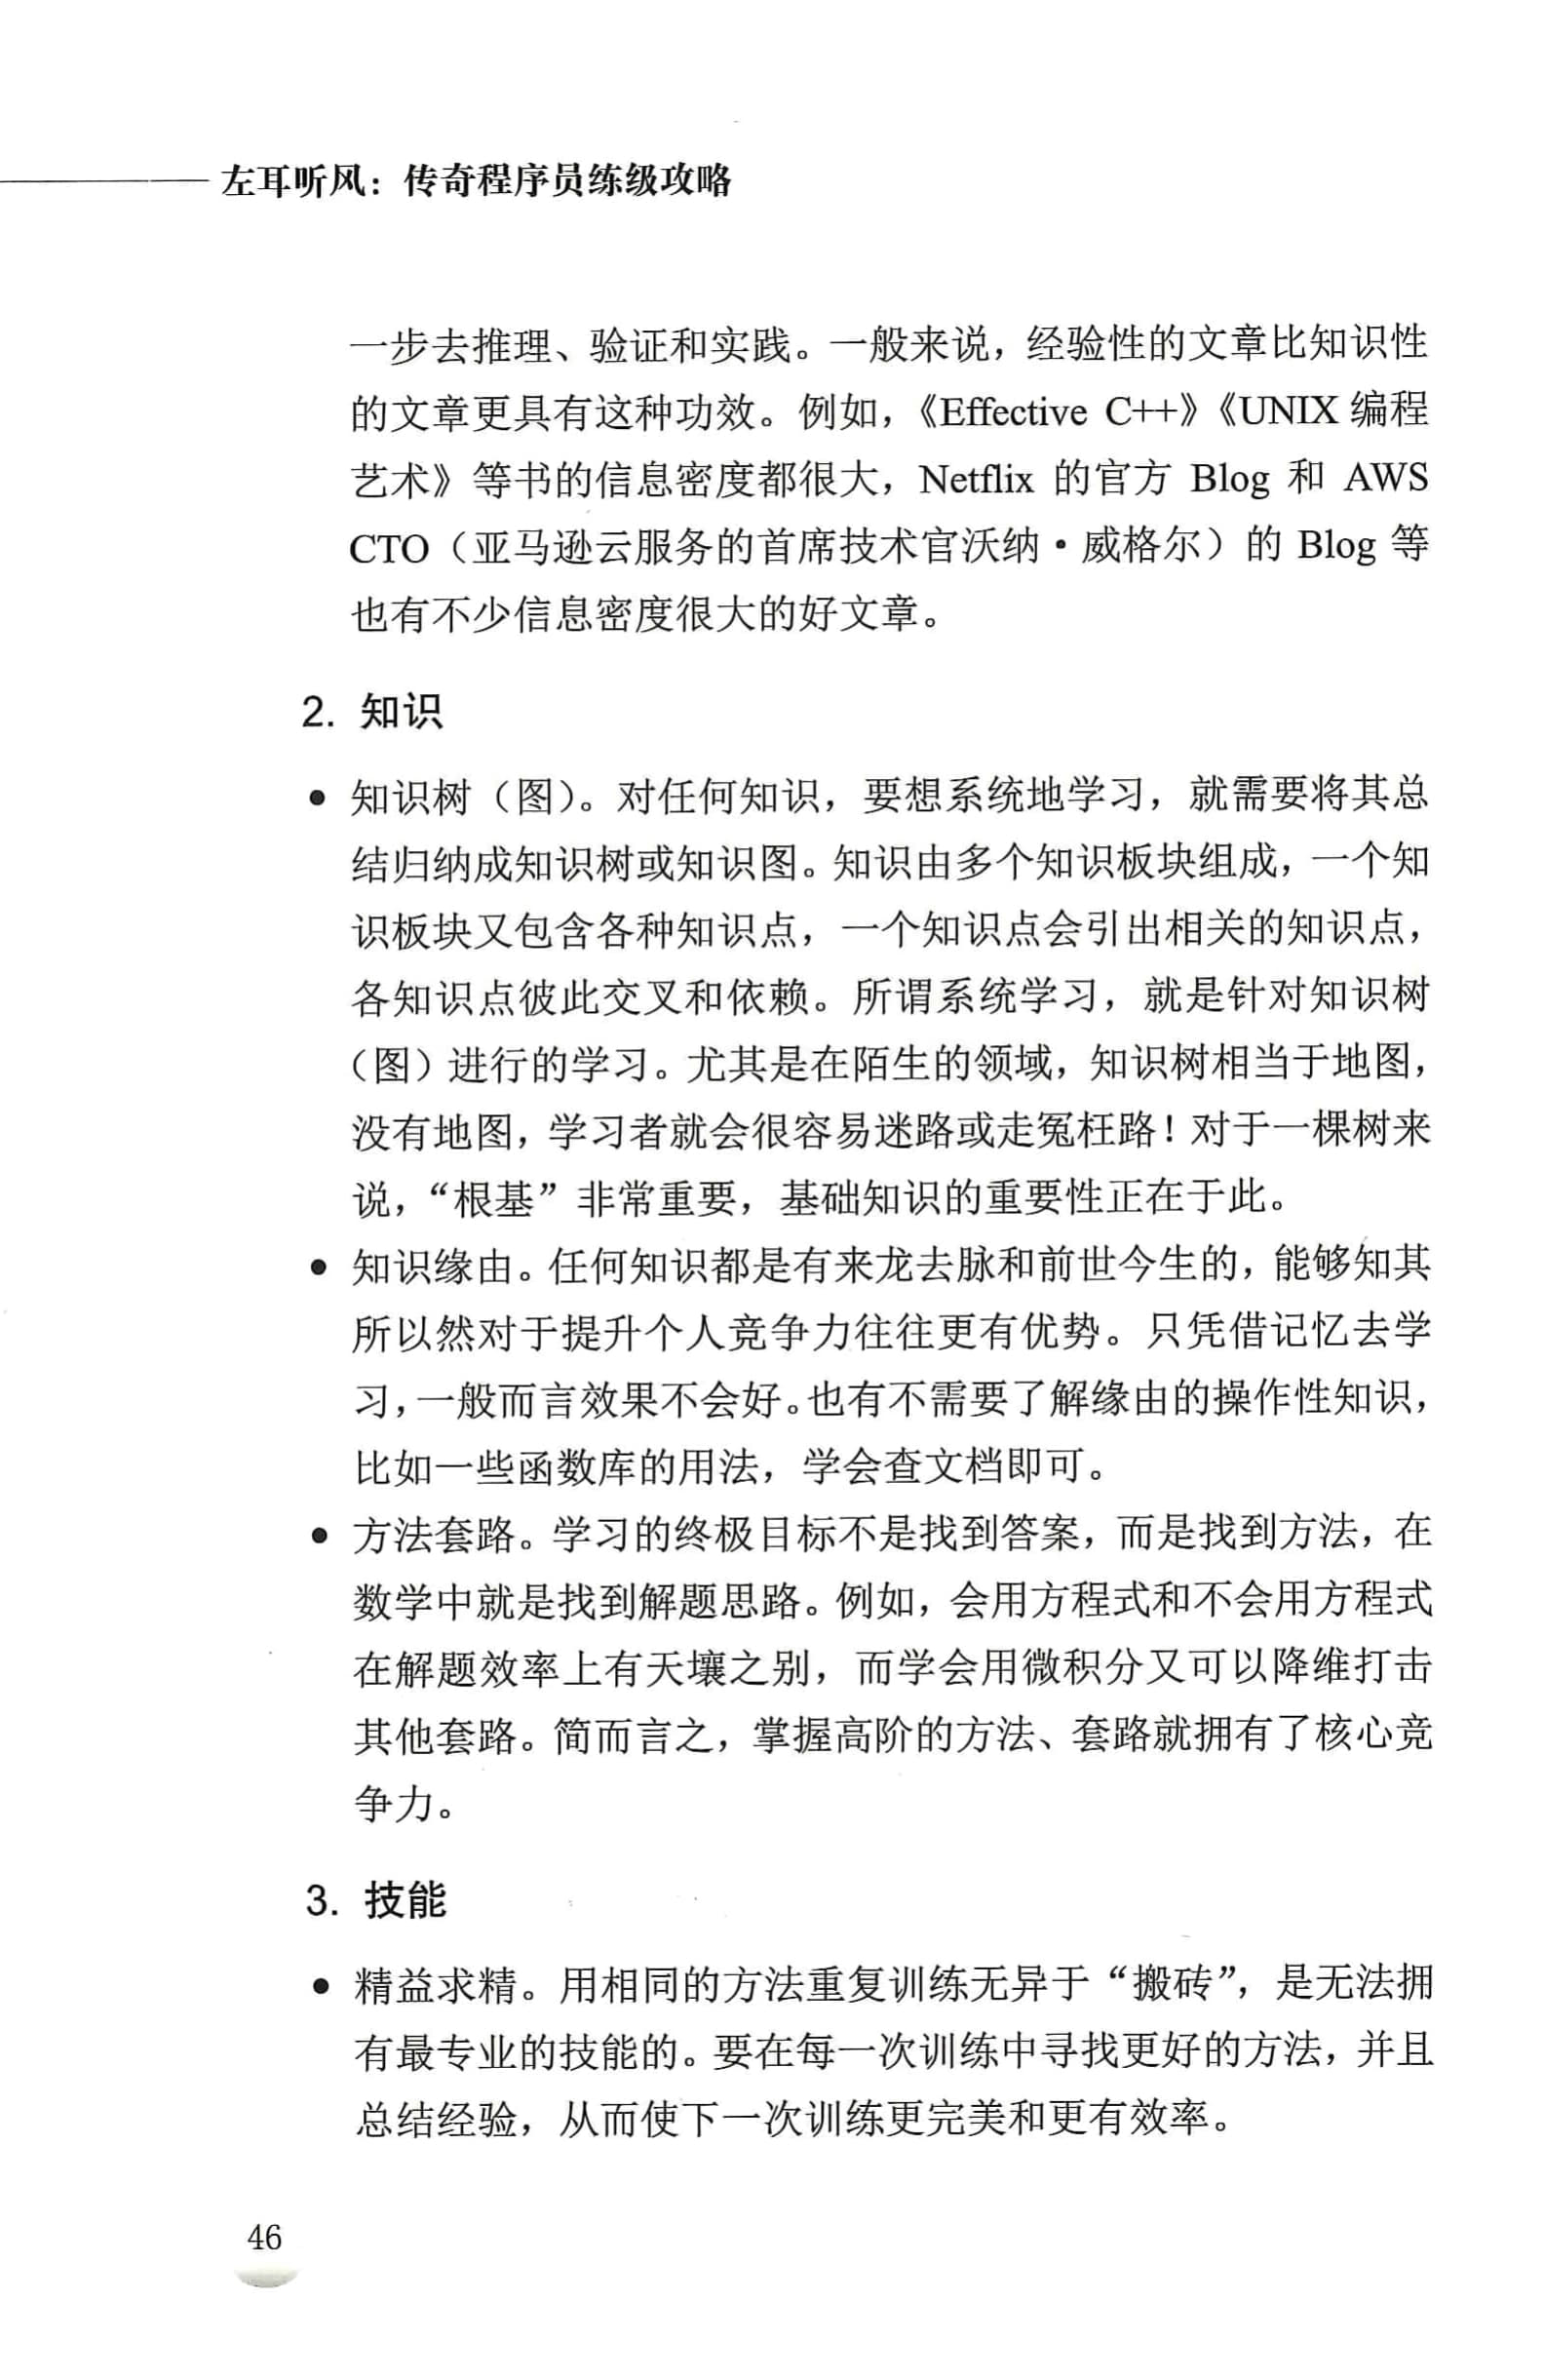 左耳听风：传奇程序员练级攻略
一步去推理、验证和实践。一般来说，经验性的文章比知识性
的文章更具有这种功效。例如，《Effective C++》《UNIX 编程
艺术》等书的信息密度都很大，Netflix 的官方 Blog 和 AWS
CTO（亚马逊云服务的首席技术官沃纳·威格尔）的 Blog 等
也有不少信息密度很大的好文章。
2. 知识
● 知识树（图）。对任何知识，要想系统地学习，就需要将其总
结归纳成知识树或知识图。知识由多个知识板块组成，一个知
识板块又包含各种知识点，一个知识点会引出相关的知识点，
各知识点彼此交叉和依赖。所谓系统学习，就是针对知识树
（图）进行的学习。尤其是在陌生的领域，知识树相当于地图，
没有地图，学习者就会很容易迷路或走冤枉路！对于一棵树来
说，“根基”非常重要，基础知识的重要性正在于此。
● 知识缘由。任何知识都是有来龙去脉和前世今生的，能够知其
所以然对于提升个人竞争力往往更有优势。只凭借记忆去学
习，一般而言效果不会好。也有不需要了解缘由的操作性知识，
比如一些函数库的用法，学会查文档即可。
● 方法套路。学习的终极目标不是找到答案，而是找到方法，在
数学中就是找到解题思路。例如，会用方程式和不会用方程式
在解题效率上有天壤之别，而学会用微积分又可以降维打击
其他套路。简而言之，掌握高阶的方法、套路就拥有了核心竞
争力。
3. 技能
● 精益求精。用相同的方法重复训练无异于“搬砖”，是无法拥
有最专业的技能的。要在每一次训练中寻找更好的方法，并且
总结经验，从而使下一次训练更完美和更有效率。
46